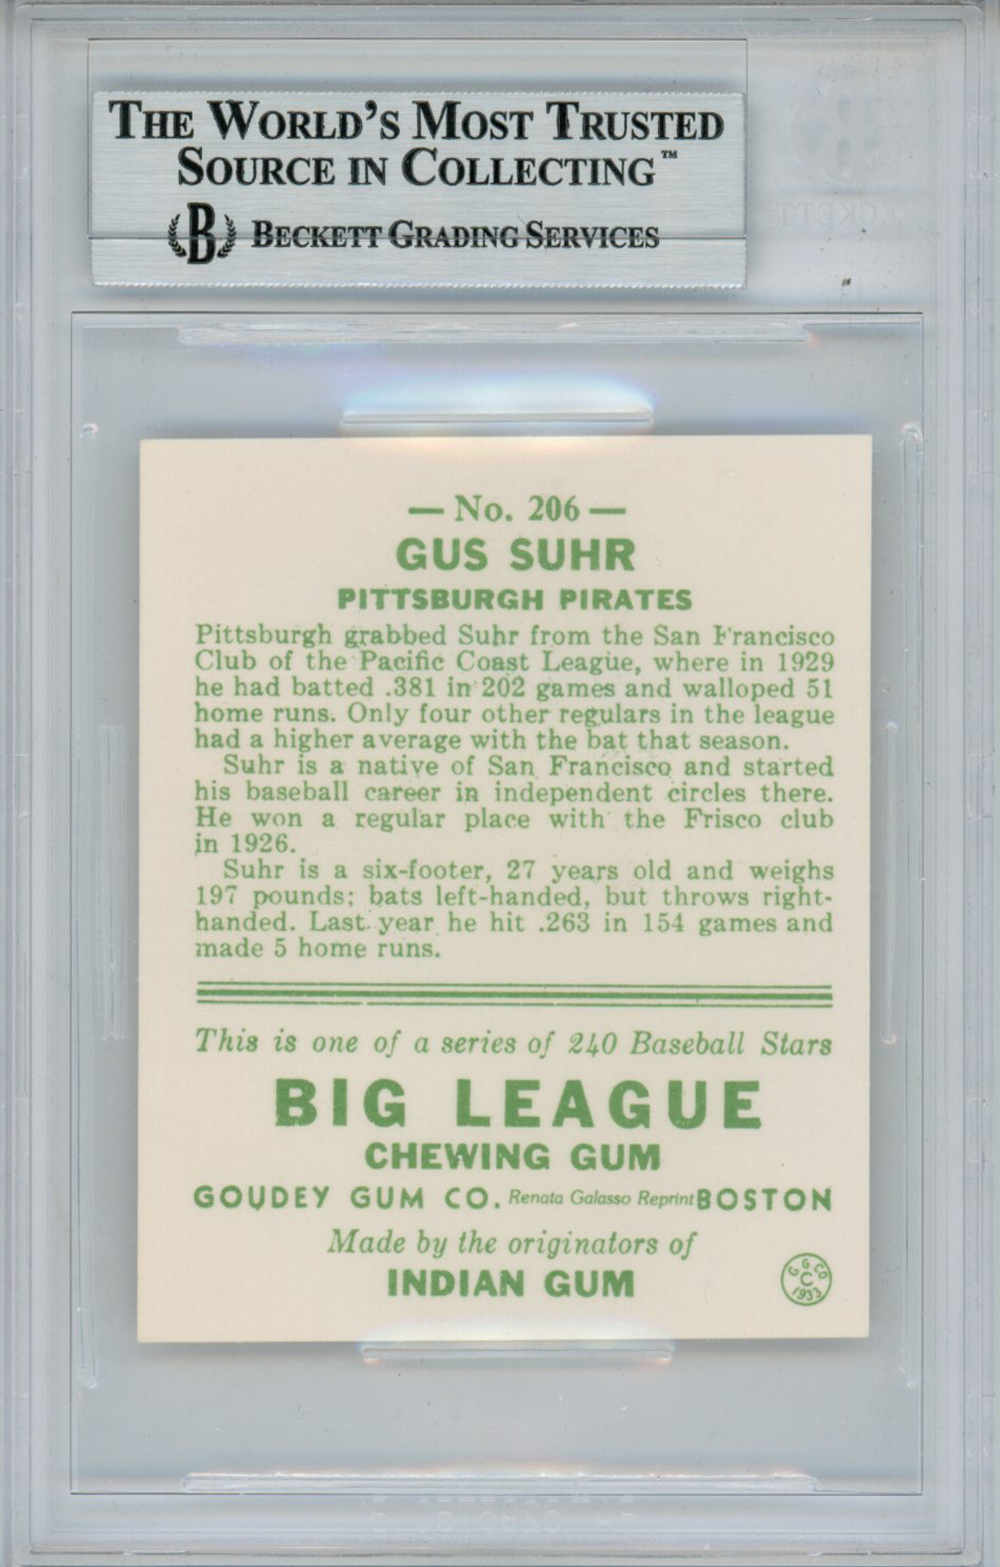 THE WORLD'S MOST TRUSTED
SOURCE IN COLLECTING™
B BECKETT GRADING SERVICES
— No. 206 —
GUS SUHR
PITTSBURGH PIRATES
Pittsburgh grabbed Suhr from the San Francisco
Club of the Pacific Coast League, where in 1929
he had batted .381 in 202 games and walloped 51
home runs. Only four other regulars in the league
had a higher average with the bat that season.
Suhr is a native of San Francisco and started
his baseball career in independent circles there.
He won a regular place with the Frisco club
in 1926.
Suhr is a six-footer, 27 years old and weighs
197 pounds; bats left-handed, but throws right-
handed. Last year he hit .263 in 154 games and
made 5 home runs.
This is one of a series of 240 Baseball Stars
BIG LEAGUE
CHEWING GUM
GOUDEY GUM CO. Renata Galasso Reprint BOSTON
Made by the originators of
INDIAN GUM
G. G. CO
C
1933